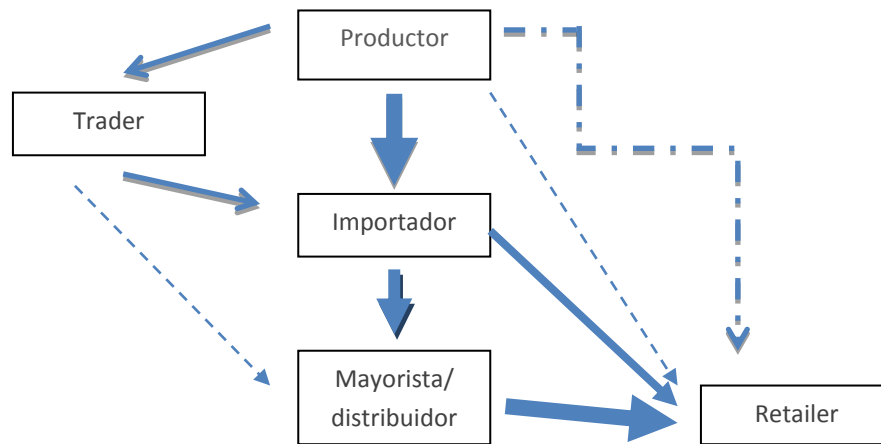 Productor
Trader
Importador
Mayorista/
distribuidor
Retailer